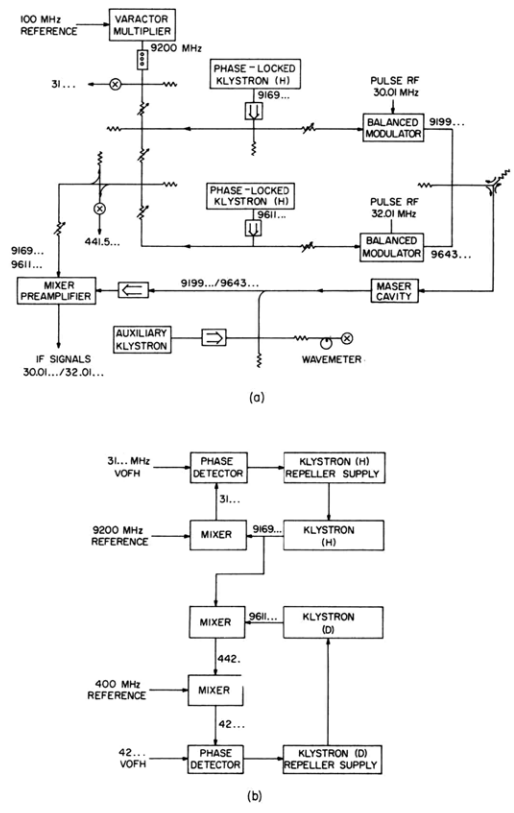 100 MHz
REFERENCE
VARACTOR
MULTIPLIER
9200 MHz
31...
PHASE-LOCKED
KLYSTRON (H)
9169...
PULSE RF
30.01 MHz
BALANCED
MODULATOR
9199...
PHASE-LOCKED
KLYSTRON (H)
9611...
PULSE RF
32.01 MHz
BALANCED
MODULATOR
9643...
441.5...
9169...
9611...
MIXER
PREAMPLIFIER
9199.../9643...
MASER
CAVITY
AUXILIARY
KLYSTRON
WAVEMETER
IF SIGNALS
30.01.../32.01...
(a)
31... MHz
VOFH
PHASE
DETECTOR
KLYSTRON (H)
REPELLER SUPPLY
31...
9200 MHz
REFERENCE
MIXER
9169...
KLYSTRON
(H)
MIXER
9611...
KLYSTRON
(D)
442.
400 MHz
REFERENCE
MIXER
42...
42...
VOFH
PHASE
DETECTOR
KLYSTRON (D)
REPELLER SUPPLY
(b)